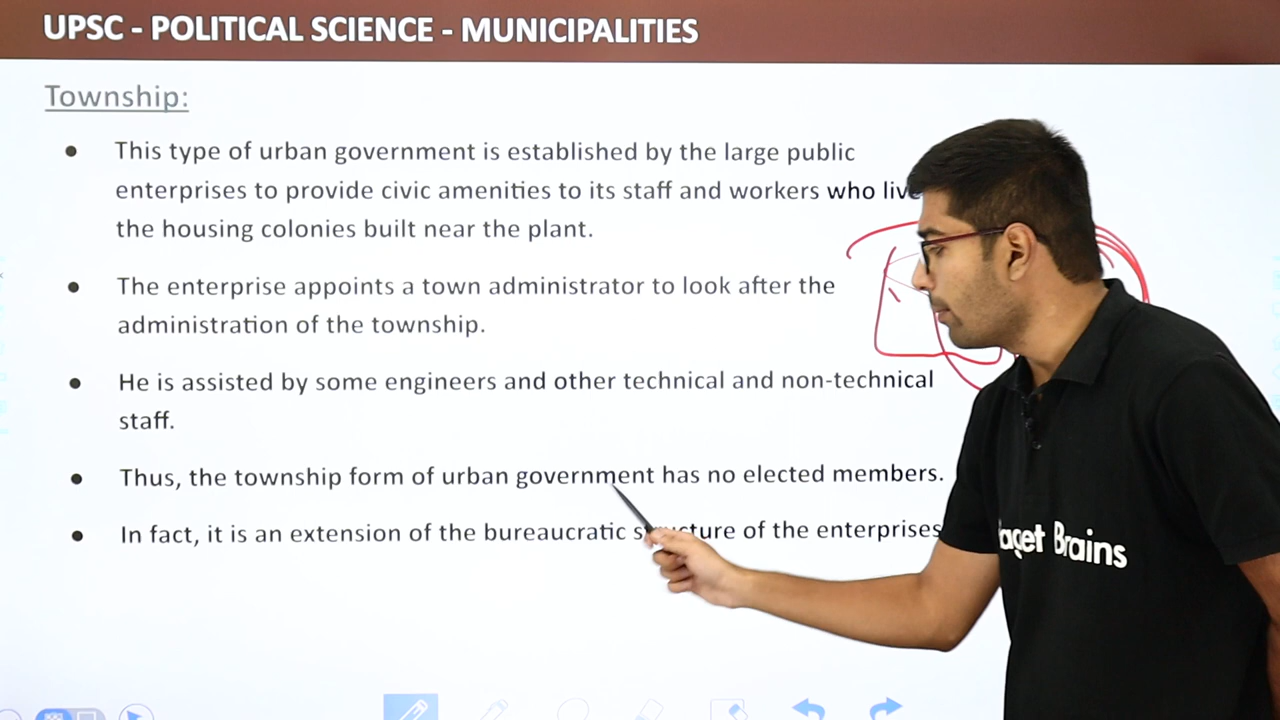 UPSC - POLITICAL SCIENCE - MUNICIPALITIES
Township:
● This type of urban government is established by the large public
enterprises to provide civic amenities to its staff and workers who
the housing colonies built near the plant.
● The enterprise appoints a town administrator to look after the
administration of the township.
● He is assisted by some engineers and other technical and non-technical
staff.
● Thus, the township form of urban government has no elected members.
● In fact, it is an extension of the bureaucratic structure of the enterprises
Brains